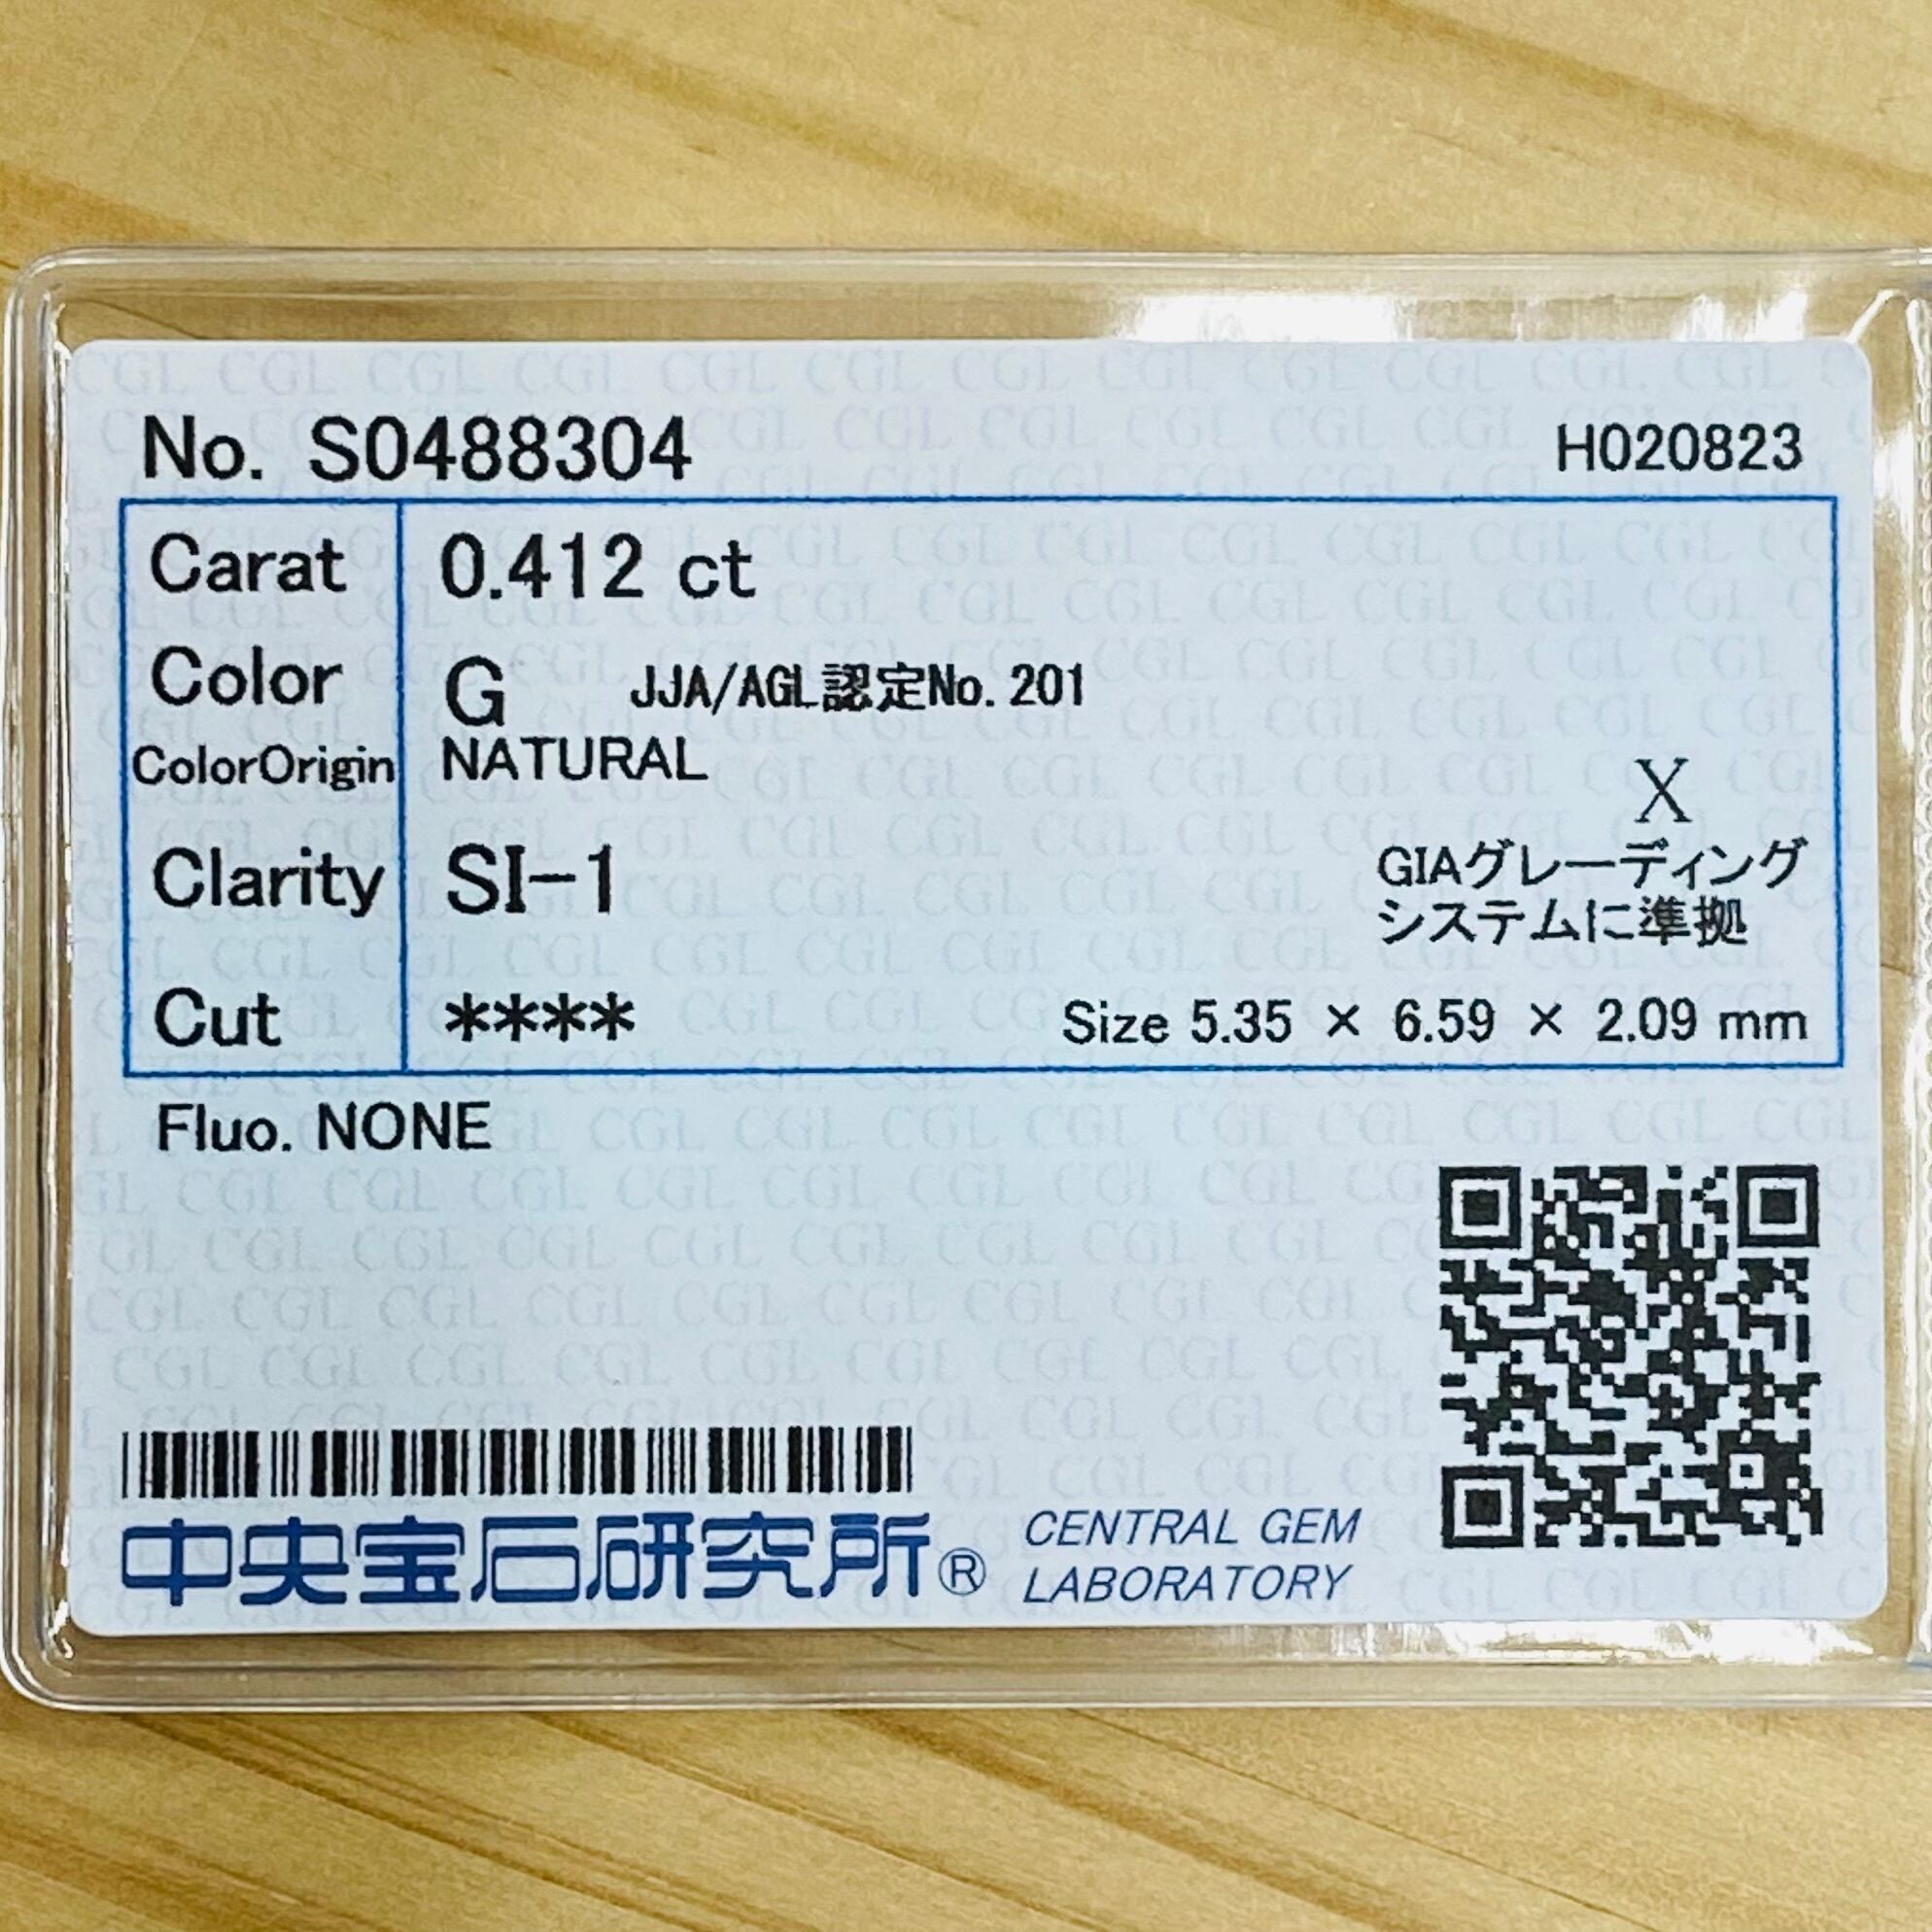 No. S0488304 H020823
Carat 0.412 ct
Color G JJA/AGL認定No. 201
ColorOrigin NATURAL
X
Clarity SI-1 GIAグレーディング
システムに準拠
Cut **** Size 5.35 × 6.59 × 2.09 mm
Fluo. NONE
中央宝石研究所® CENTRAL GEM
LABORATORY